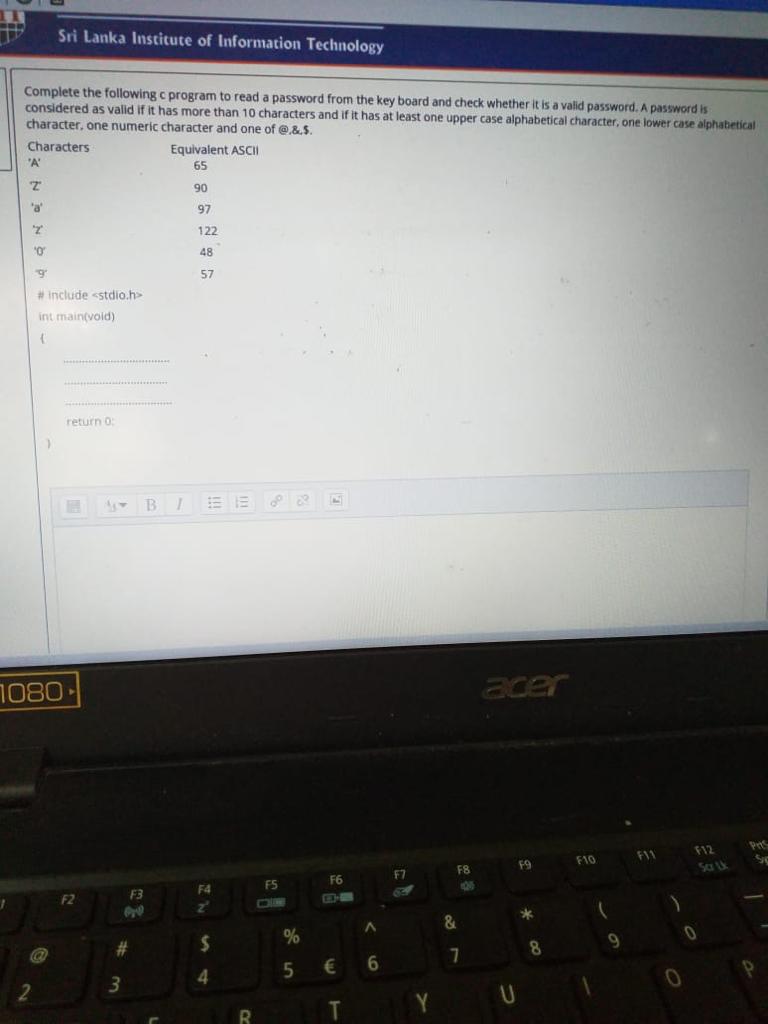 Sri Lanka Institute of Information Technology
Complete the following c program to read a password from the key board and check whether it is a valid password. A password is
considered as valid if it has more than 10 characters and if it has at least one upper case alphabetical character, one lower case alphabetical
character, one numeric character and one of @,&,$.
Characters Equivalent ASCII
'A' 65
'Z' 90
'a' 97
'z' 122
'0' 48
'9' 57
# include <stdio.h>
int main(void)
{
....................................
....................................
....................................
return 0;
}
B I
1080
acer
F2 F3 F4 F5 F6 F7 F8 F9 F10 F11 F12
Scr Lk
@ # $ % ^ & * ( )
2 3 4 5 € 6 7 8 9 0
R T Y U I O P